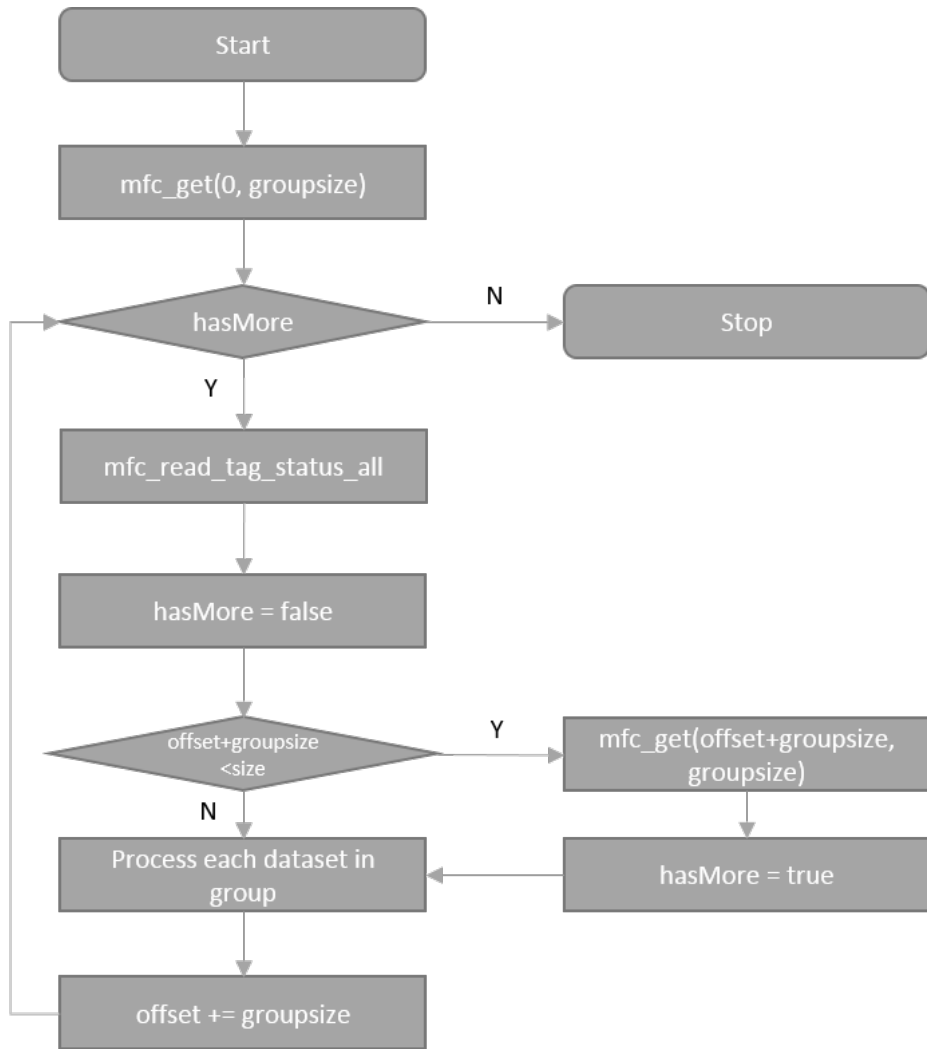 Start
mfc_get(0, groupsize)
hasMore
N
Stop
Y
mfc_read_tag_status_all
hasMore = false
offset+groupsize
<size
Y
mfc_get(offset+groupsize,
groupsize)
N
Process each dataset in
group
hasMore = true
offset += groupsize